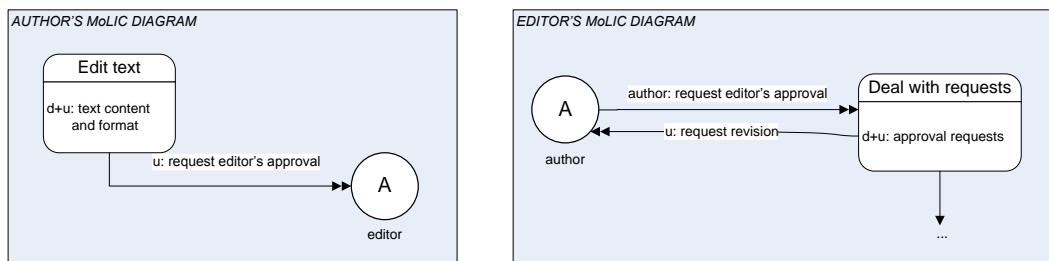 AUTHOR'S MoLIC DIAGRAM
Edit text
d+u: text content
and format
u: request editor's approval
A
editor
EDITOR'S MoLIC DIAGRAM
A
author
author: request editor's approval
u: request revision
Deal with requests
d+u: approval requests
...